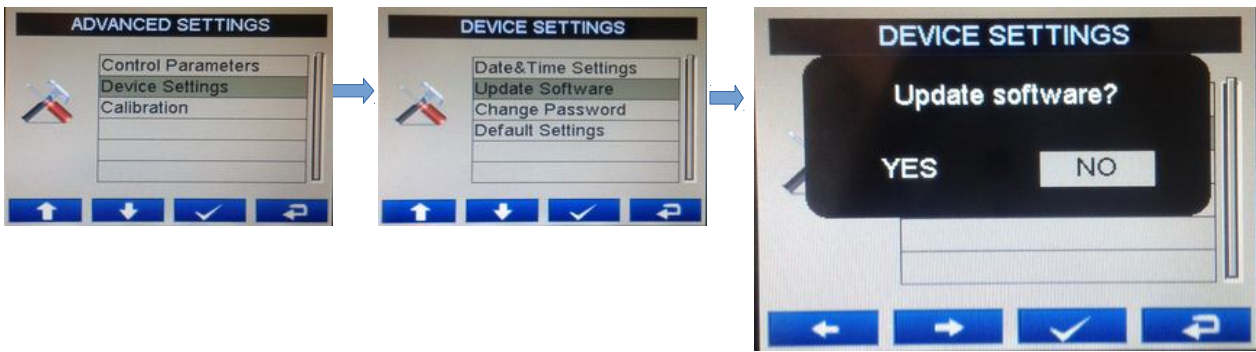 ADVANCED SETTINGS
Control Parameters
Device Settings
Calibration
DEVICE SETTINGS
Date&Time Settings
Update Software
Change Password
Default Settings
DEVICE SETTINGS
Update software?
YES NO